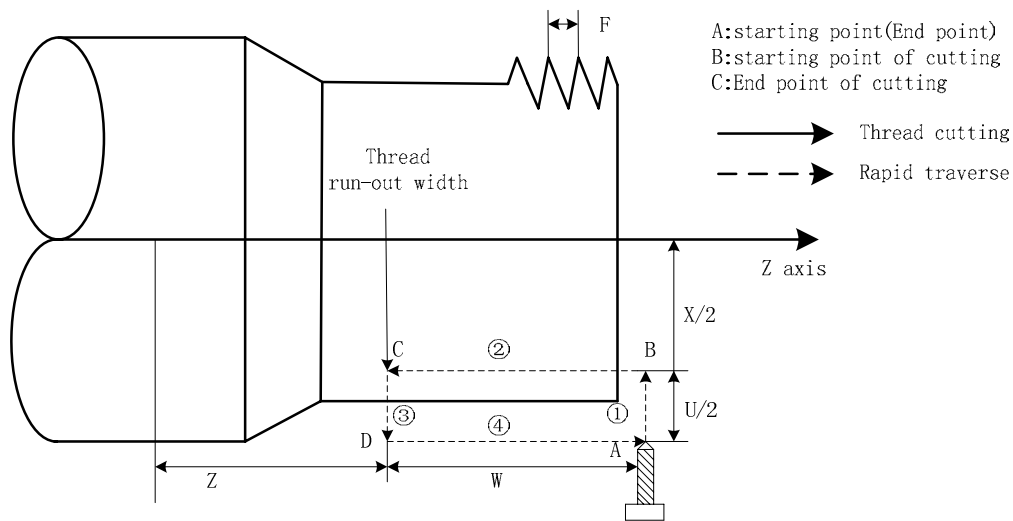 F
A:starting point(End point)
B:starting point of cutting
C:End point of cutting
Thread cutting
Rapid traverse
Thread
run-out width
Z axis
X/2
C
②
B
③
④
①
U/2
D
A
Z
W